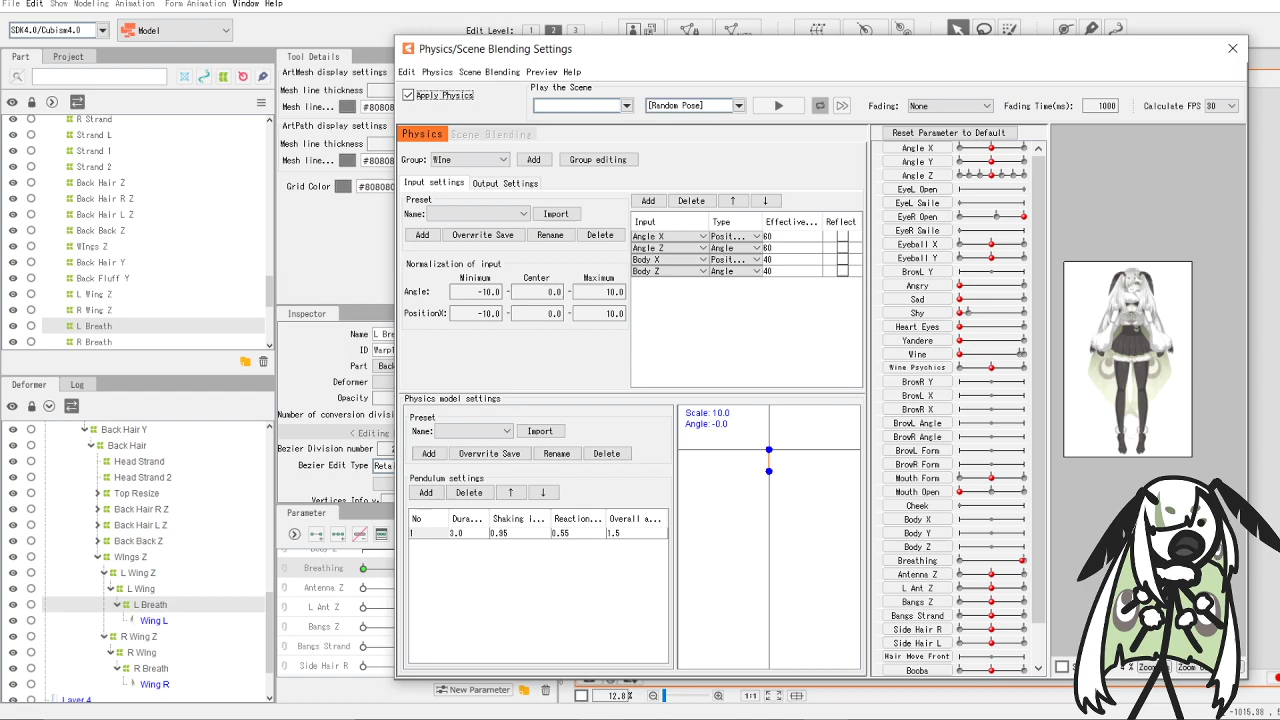 File Edit Show Modeling Animation Form Animation Window Help
SDK4.0/Cubism4.0 Model Edit Level: 1 2 3
Part Project
R Strand
Strand L
Strand 1
Strand 2
Back Hair Z
Back Hair R Z
Back Hair L Z
Back Back Z
WIngs Z
Back Hair Y
Back Fluff Y
L Wing Z
R Wing Z
L Breath
R Breath
Deformer Log
Back Hair Y
Back Hair
Head Strand
Head Strand 2
Top Resize
Back Hair R Z
Back Hair L Z
Back Back Z
Wings Z
L Wing Z
L Wing
L Breath
Wing L
R Wing Z
R Wing
R Breath
Wing R
Layer 4
Tool Details
ArtMesh display settings
Mesh line thickness
Mesh line... #80808
ArtPath display settings
Mesh line thickness
Mesh line... #80808
Grid Color #808080
Inspector
Name L Bre
ID Warp
Part Back
Deformer
Opacity
Number of conversion divisi
< Editing
Bezier Division number 2
Bezier Edit Type Reta
Vertices Info v.
Parameter
Body Z
Breathing
Antenna Z
L Ant Z
Bangs Z
Bangs Strand
Side Hair R
New Parameter
12.8%
1:1
Physics/Scene Blending Settings
Edit Physics Scene Blending Preview Help
Apply Physics
Play the Scene
[Random Pose]
Fading: None Fading Time(ms): 1000 Calculate FPS 30
Physics Scene Blending
Group: WIne Add Group editing
Input settings Output Settings
Preset
Name: Import
Add Overwrite Save Rename Delete
Normalization of input
Minimum Center Maximum
Angle: -10.0 - 0.0 - 10.0
PositionX: -10.0 - 0.0 - 10.0
Add Delete ↑ ↓
Input Type Effective... Reflect
Angle X Posit... 60
Angle Z Angle 60
Body X Posit... 40
Body Z Angle 40
Physics model settings
Preset
Name: Import
Add Overwrite Save Rename Delete
Pendulum settings
Add Delete ↑ ↓
No Dura... Shaking i... Reaction... Overall a...
1 3.0 0.95 0.55 1.5
Scale: 10.0
Angle: -0.0
Reset Parameter to Default
Angle X
Angle Y
Angle Z
EyeL Open
EyeL Smile
EyeR Open
EyeR Smile
Eyeball X
Eyeball Y
BrowL Y
Angry
Sad
Shy
Heart Eyes
Yandere
Wine
Wine Psychics
BrowR Y
BrowL X
BrowR X
BrowL Angle
BrowR Angle
BrowL Form
BrowR Form
Mouth Form
Mouth Open
Cheek
Body X
Body Y
Body Z
Breathing
Antenna Z
L Ant Z
Bangs Z
Bangs Strand
Side Hair R
Side Hair L
Hair Move Front
Booba
-1015.38